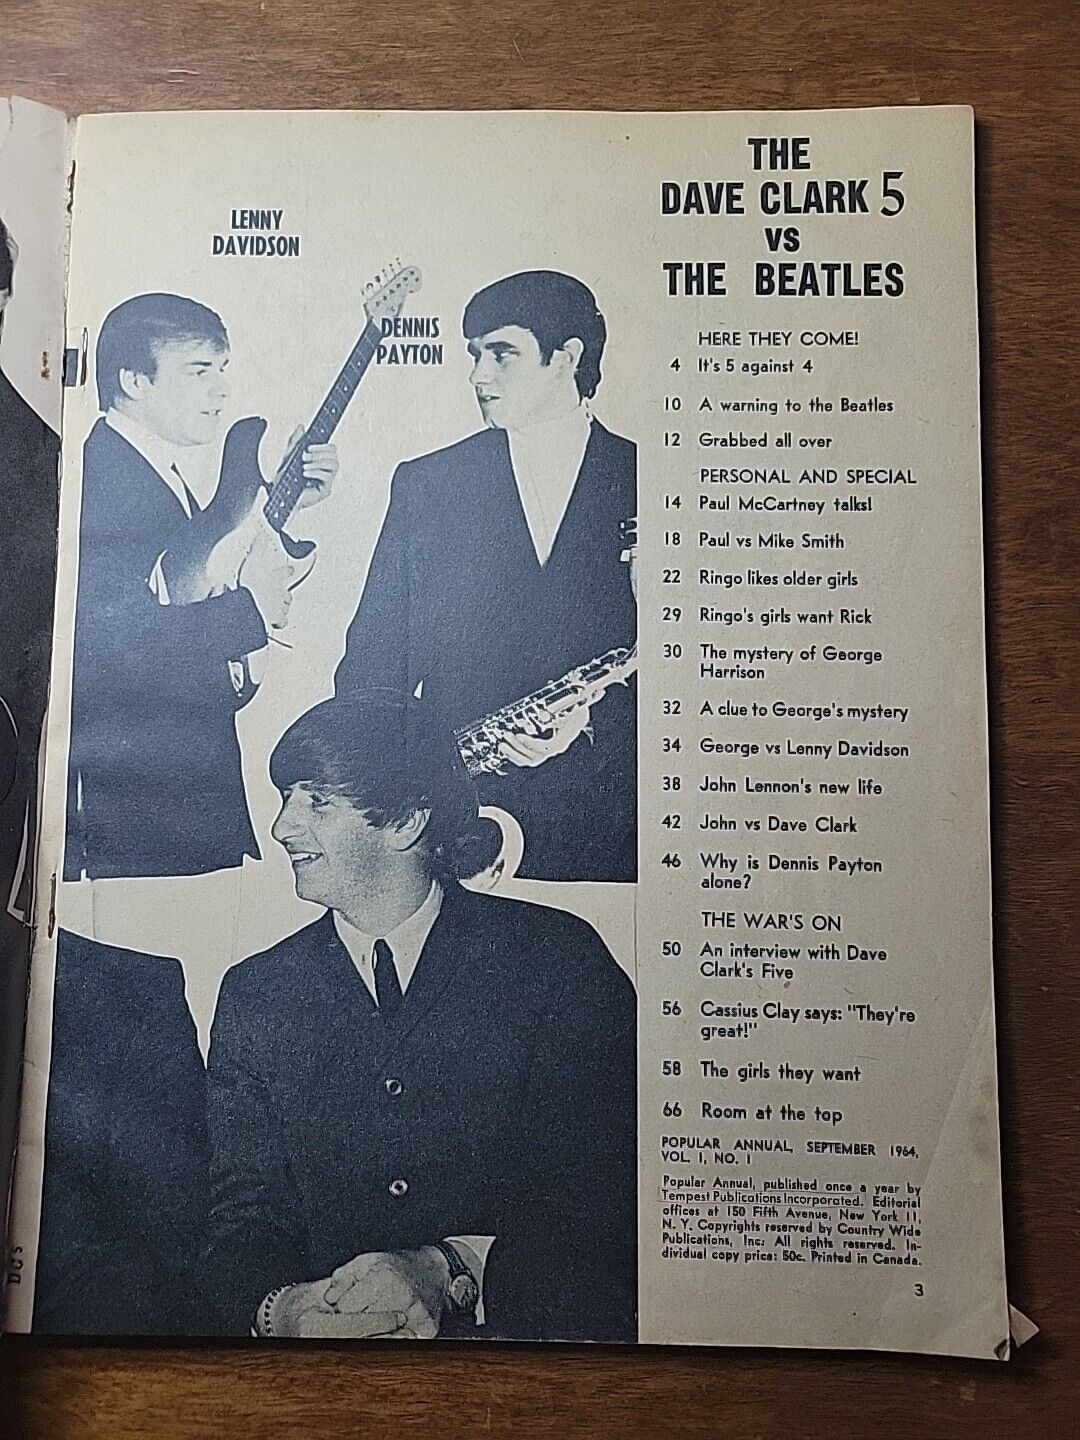 LENNY
DAVIDSON
DENNIS
PAYTON
THE
DAVE CLARK 5
VS
THE BEATLES
HERE THEY COME!
4 It's 5 against 4
10 A warning to the Beatles
12 Grabbed all over
PERSONAL AND SPECIAL
14 Paul McCartney talks!
18 Paul vs Mike Smith
22 Ringo likes older girls
29 Ringo's girls want Rick
30 The mystery of George
Harrison
32 A clue to George's mystery
34 George vs Lenny Davidson
38 John Lennon's new life
42 John vs Dave Clark
46 Why is Dennis Payton
alone?
THE WAR'S ON
50 An interview with Dave
Clark's Five
56 Cassius Clay says: "They're
great!"
58 The girls they want
66 Room at the top
POPULAR ANNUAL, SEPTEMBER 1964,
VOL. 1, NO. 1
Popular Annual, published once a year by
Tempest Publications Incorporated. Editorial
offices at 150 Fifth Avenue, New York 11,
N. Y. Copyrights reserved by Country Wide
Publications, Inc. All rights reserved. In-
dividual copy price: 50c. Printed in Canada.
3